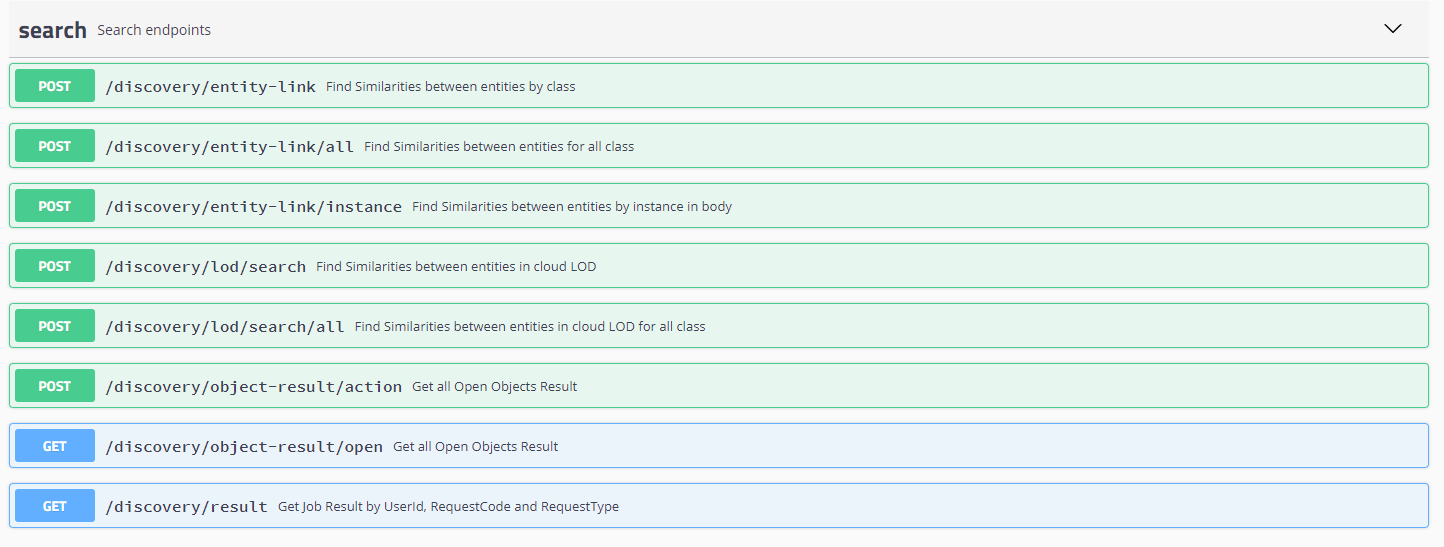 search Search endpoints
POST /discovery/entity-link Find Similarities between entities by class
POST /discovery/entity-link/all Find Similarities between entities for all class
POST /discovery/entity-link/instance Find Similarities between entities by instance in body
POST /discovery/lod/search Find Similarities between entities in cloud LOD
POST /discovery/lod/search/all Find Similarities between entities in cloud LOD for all class
POST /discovery/object-result/action Get all Open Objects Result
GET /discovery/object-result/open Get all Open Objects Result
GET /discovery/result Get Job Result by UserId, RequestCode and RequestType